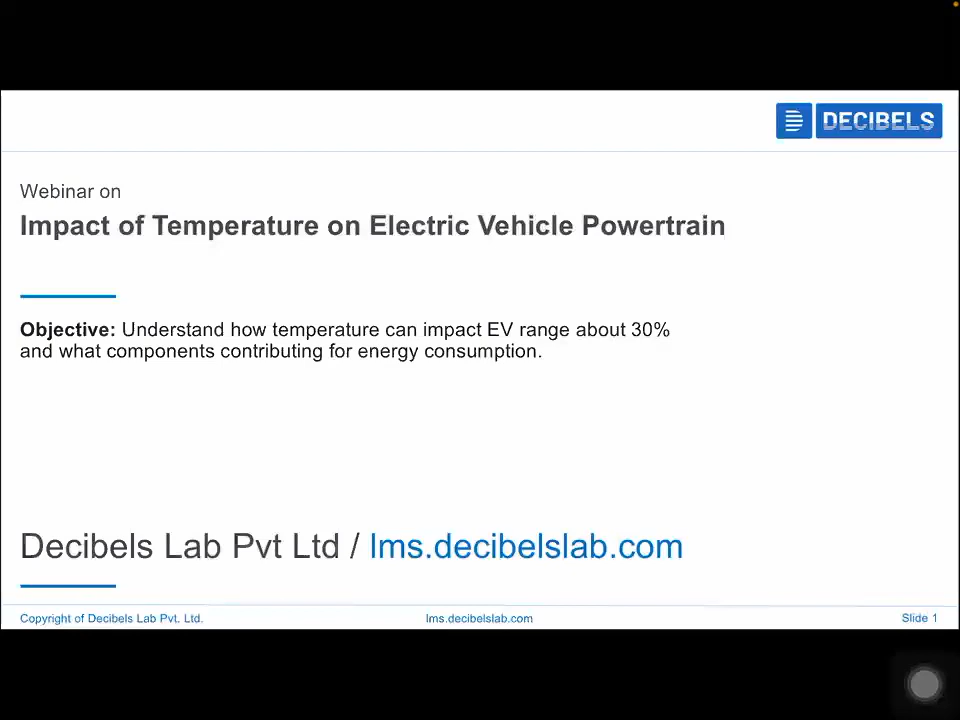 DECIBELS
Webinar on
Impact of Temperature on Electric Vehicle Powertrain
Objective: Understand how temperature can impact EV range about 30%
and what components contributing for energy consumption.
Decibels Lab Pvt Ltd / lms.decibelslab.com
Copyright of Decibels Lab Pvt. Ltd.
lms.decibelslab.com
Slide 1